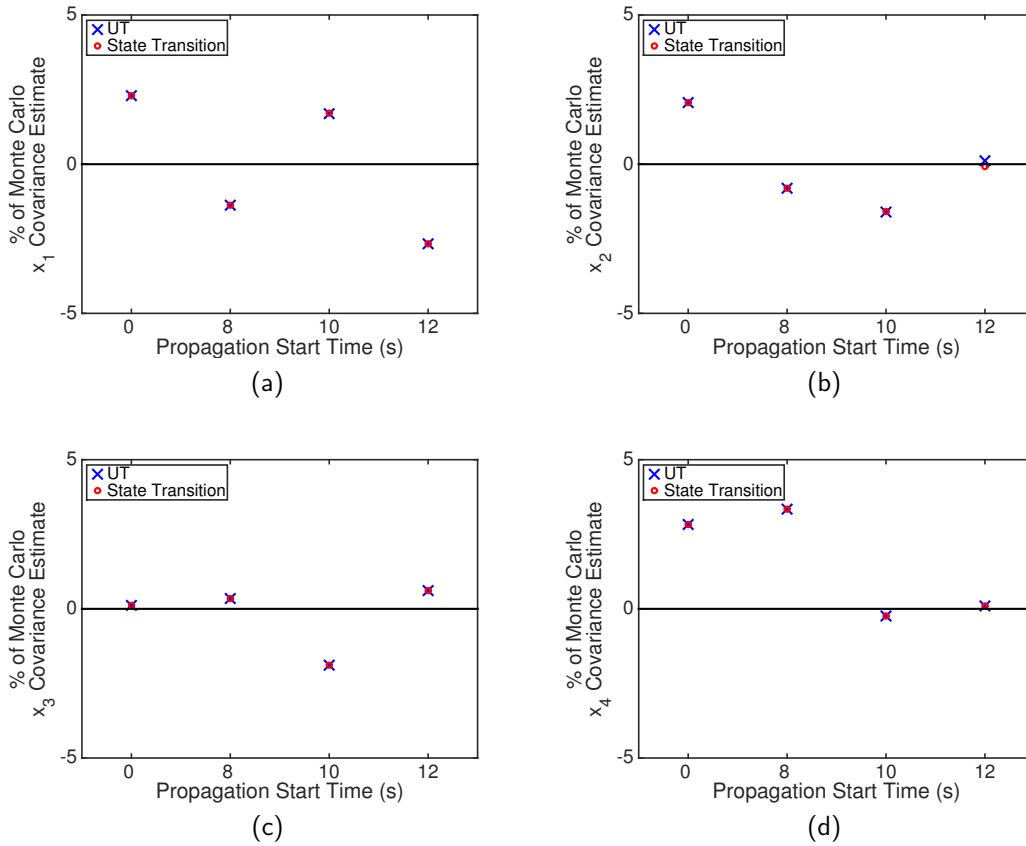 5
UT
State Transition
% of Monte Carlo
x1 Covariance Estimate
0
-5
0 8 10 12
Propagation Start Time (s)
(a)
5
UT
State Transition
% of Monte Carlo
x2 Covariance Estimate
0
-5
0 8 10 12
Propagation Start Time (s)
(b)
5
UT
State Transition
% of Monte Carlo
x3 Covariance Estimate
0
-5
0 8 10 12
Propagation Start Time (s)
(c)
5
UT
State Transition
% of Monte Carlo
x4 Covariance Estimate
0
-5
0 8 10 12
Propagation Start Time (s)
(d)